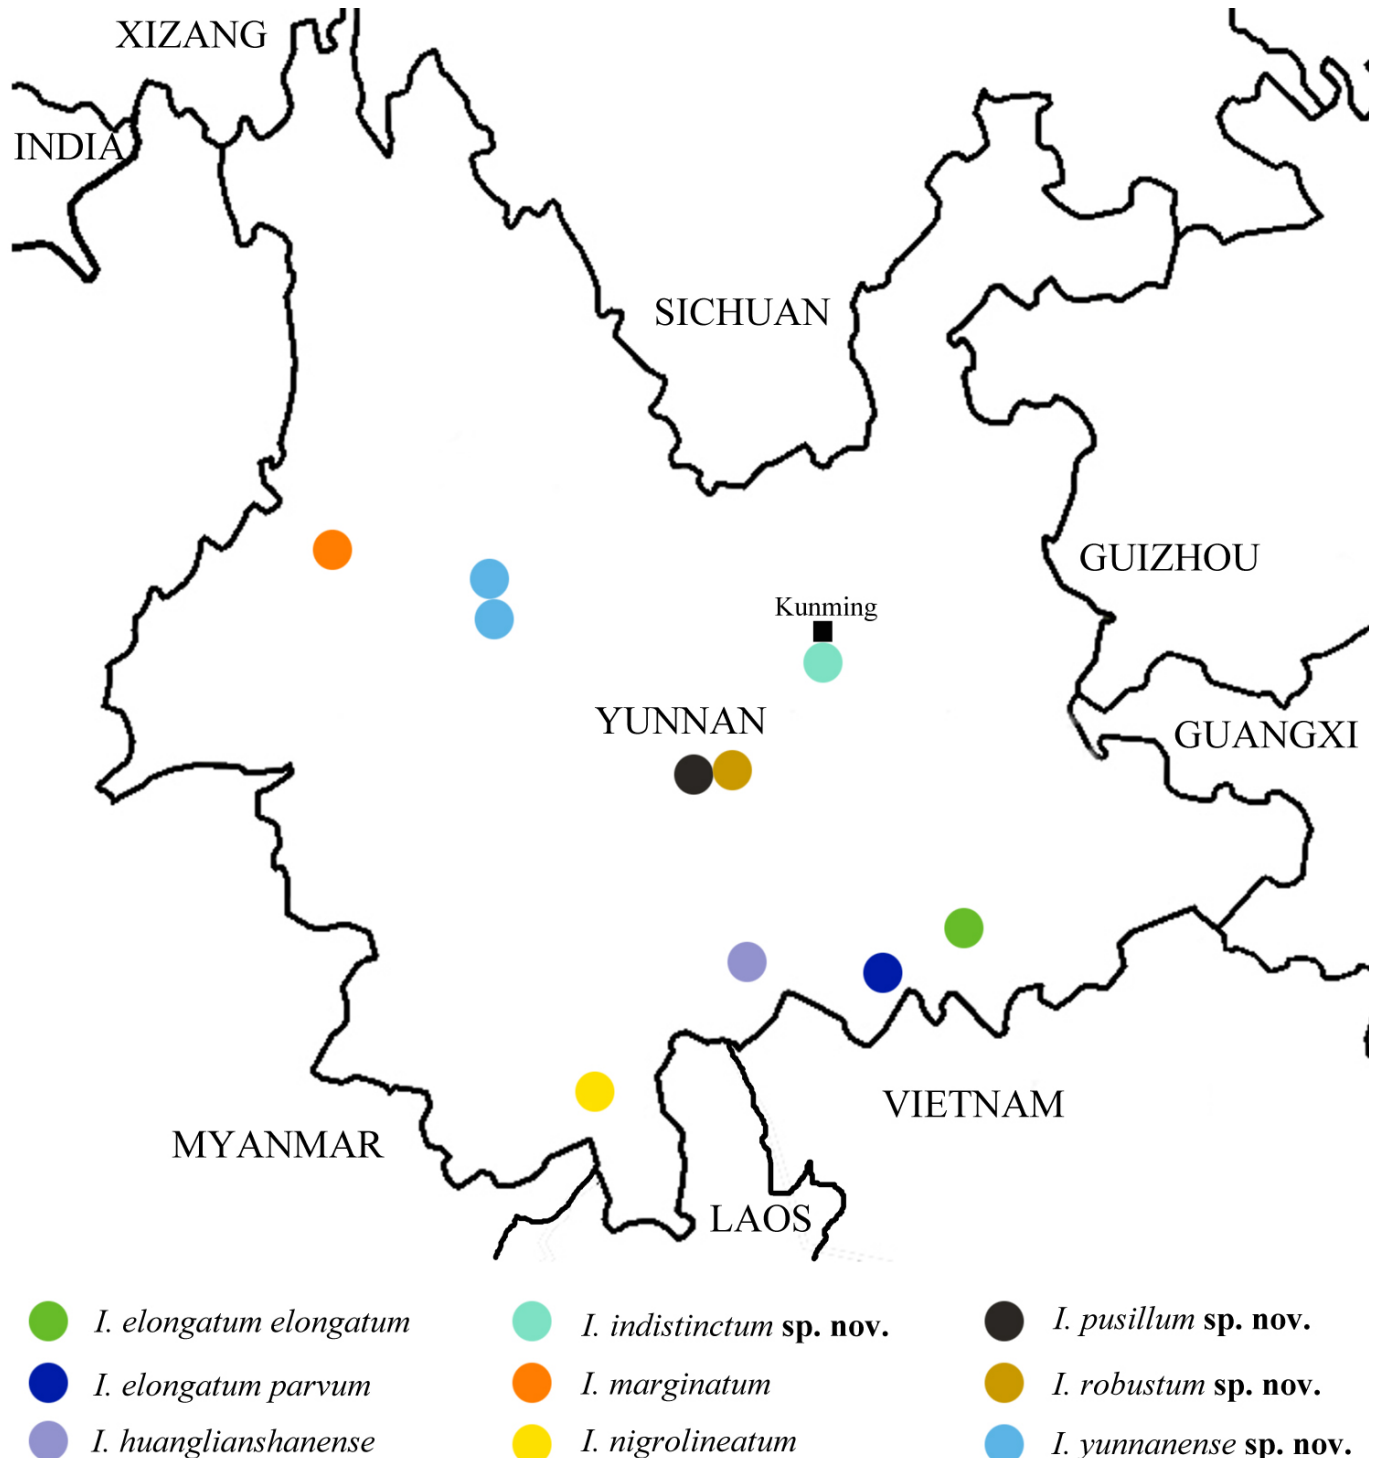 XIZANG
INDIA
SICHUAN
GUIZHOU
Kunming
YUNNAN
GUANGXI
VIETNAM
MYANMAR
LAOS
I. elongatum elongatum
I. indistinctum sp. nov.
I. pusillum sp. nov.
I. elongatum parvum
I. marginatum
I. robustum sp. nov.
I. huanglianshanense
I. nigrolineatum
I. yunnanense sp. nov.